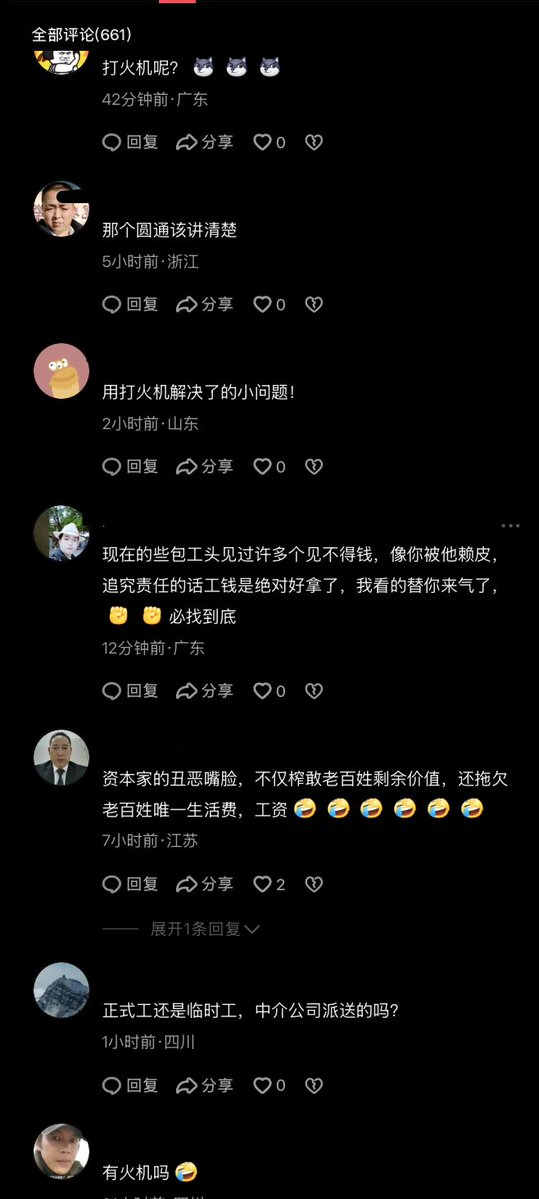 全部评论(661)
打火机呢？
42分钟前·广东
回复 分享 0
那个圆通该讲清楚
5小时前·浙江
回复 分享 0
用打火机解决了的小问题！
2小时前·山东
回复 分享 0
现在的些包工头见过许多个见不得钱，像你被他赖皮，
追究责任的话工钱是绝对好拿了，我看的替你来气了，
✊ ✊ 必找到底
12分钟前·广东
回复 分享 0
资本家的丑恶嘴脸，不仅榨敢老百姓剩余价值，还拖欠
老百姓唯一生活费，工资 🤣 🤣 🤣 🤣 🤣 🤣
7小时前·江苏
回复 分享 2
展开1条回复
正式工还是临时工，中介公司派送的吗？
1小时前·四川
回复 分享 0
有火机吗 🤣